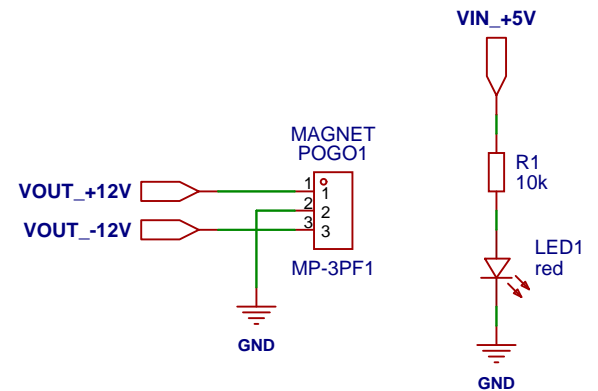 VIN_+5V
MAGNET
POGO1
VOUT_+12V
1
1
VOUT_-12V
2
2
3
3
MP-3PF1
GND
R1
10k
LED1
red
GND